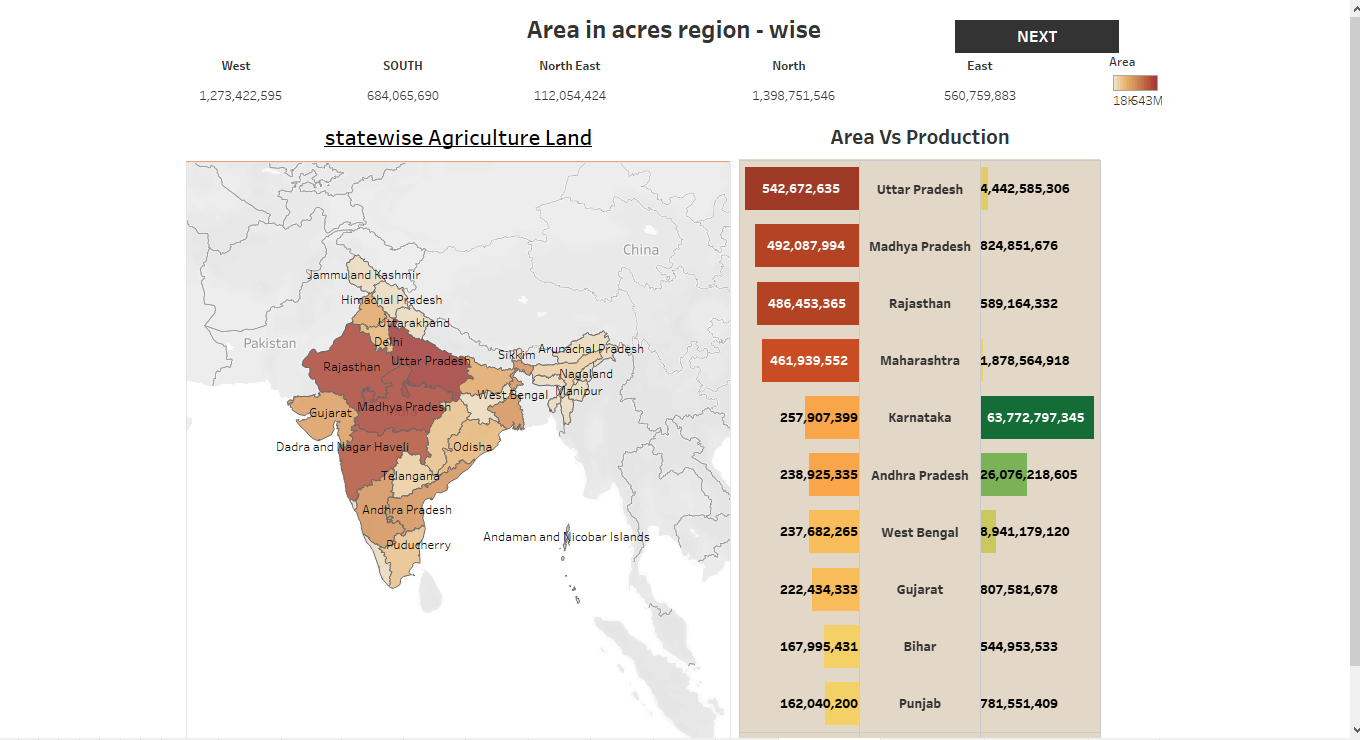 Area in acres region - wise
NEXT
West
SOUTH
North East
North
East
Area
1,273,422,595
684,065,690
112,054,424
1,398,751,546
560,759,883
543M
statewise Agriculture Land
Area Vs Production
China
Jammu and Kashmir
Himachal Pradesh
Uttarakhand
Pakistan
Delhi
Sikkim
Arunachal Pradesh
Uttar Pradesh
Rajasthan
Nagaland
West Bengal
Manipur
Gujarat
Madhya Pradesh
Dadra and Nagar Haveli
Odisha
Telangana
Andhra Pradesh
Andaman and Nicobar Islands
Puducherry
542,672,635 Uttar Pradesh 4,442,585,306
492,087,994 Madhya Pradesh 824,851,676
486,453,365 Rajasthan 589,164,332
461,939,552 Maharashtra 1,878,564,918
257,907,399 Karnataka 63,772,797,345
238,925,335 Andhra Pradesh 26,076,218,605
237,682,265 West Bengal 8,941,179,120
222,434,333 Gujarat 807,581,678
167,995,431 Bihar 544,953,533
162,040,200 Punjab 781,551,409